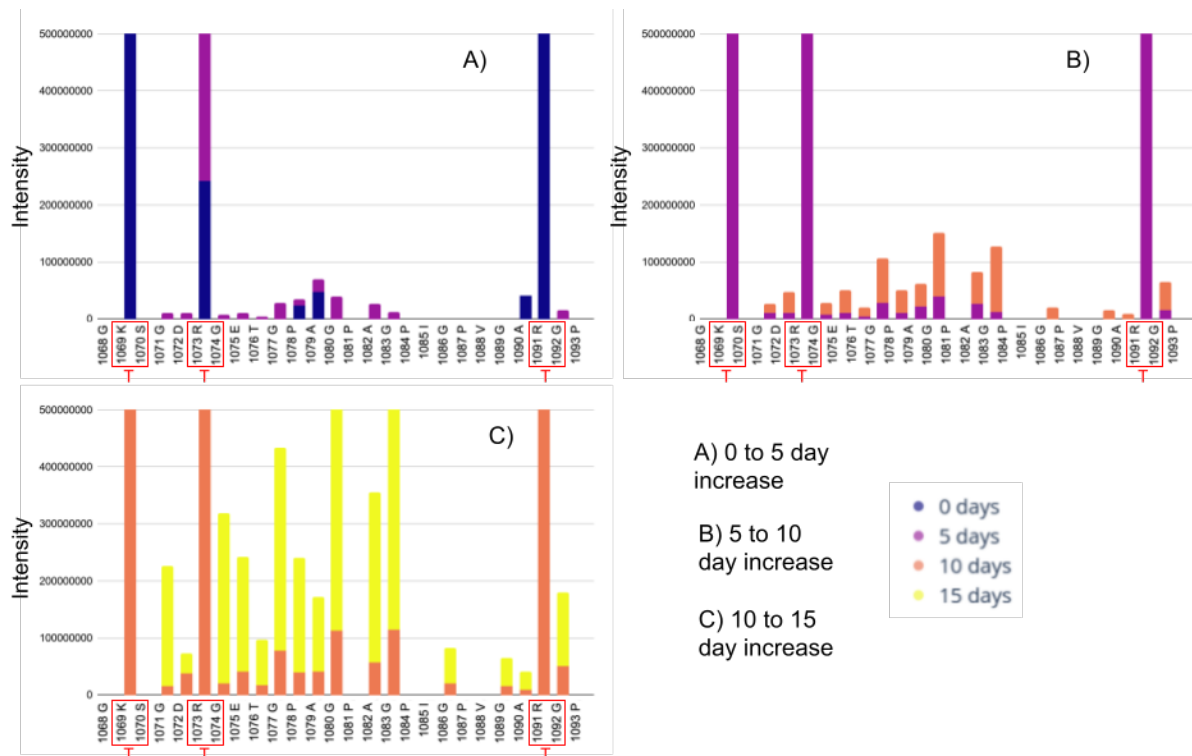 500000000
400000000
300000000
200000000
100000000
0
Intensity
A)
1068 G
1069 K
1070 S
1071 G
1072 D
1073 R
1074 G
1075 E
1076 T
1077 G
1078 P
1079 A
1080 G
1081 P
1082 A
1083 G
1084 P
1085 I
1086 G
1087 P
1088 V
1089 G
1090 A
1091 R
1092 G
1093 P
T
T
T
500000000
400000000
300000000
200000000
100000000
0
Intensity
B)
1068 G
1069 K
1070 S
1071 G
1072 D
1073 R
1074 G
1075 E
1076 T
1077 G
1078 P
1079 A
1080 G
1081 P
1082 A
1083 G
1084 P
1085 I
1086 G
1087 P
1088 V
1089 G
1090 A
1091 R
1092 G
1093 P
T
T
T
500000000
400000000
300000000
200000000
100000000
0
Intensity
C)
1068 G
1069 K
1070 S
1071 G
1072 D
1073 R
1074 G
1075 E
1076 T
1077 G
1078 P
1079 A
1080 G
1081 P
1082 A
1083 G
1084 P
1085 I
1086 G
1087 P
1088 V
1089 G
1090 A
1091 R
1092 G
1093 P
T
T
T
A) 0 to 5 day
increase
B) 5 to 10
day increase
C) 10 to 15
day increase
0 days
5 days
10 days
15 days